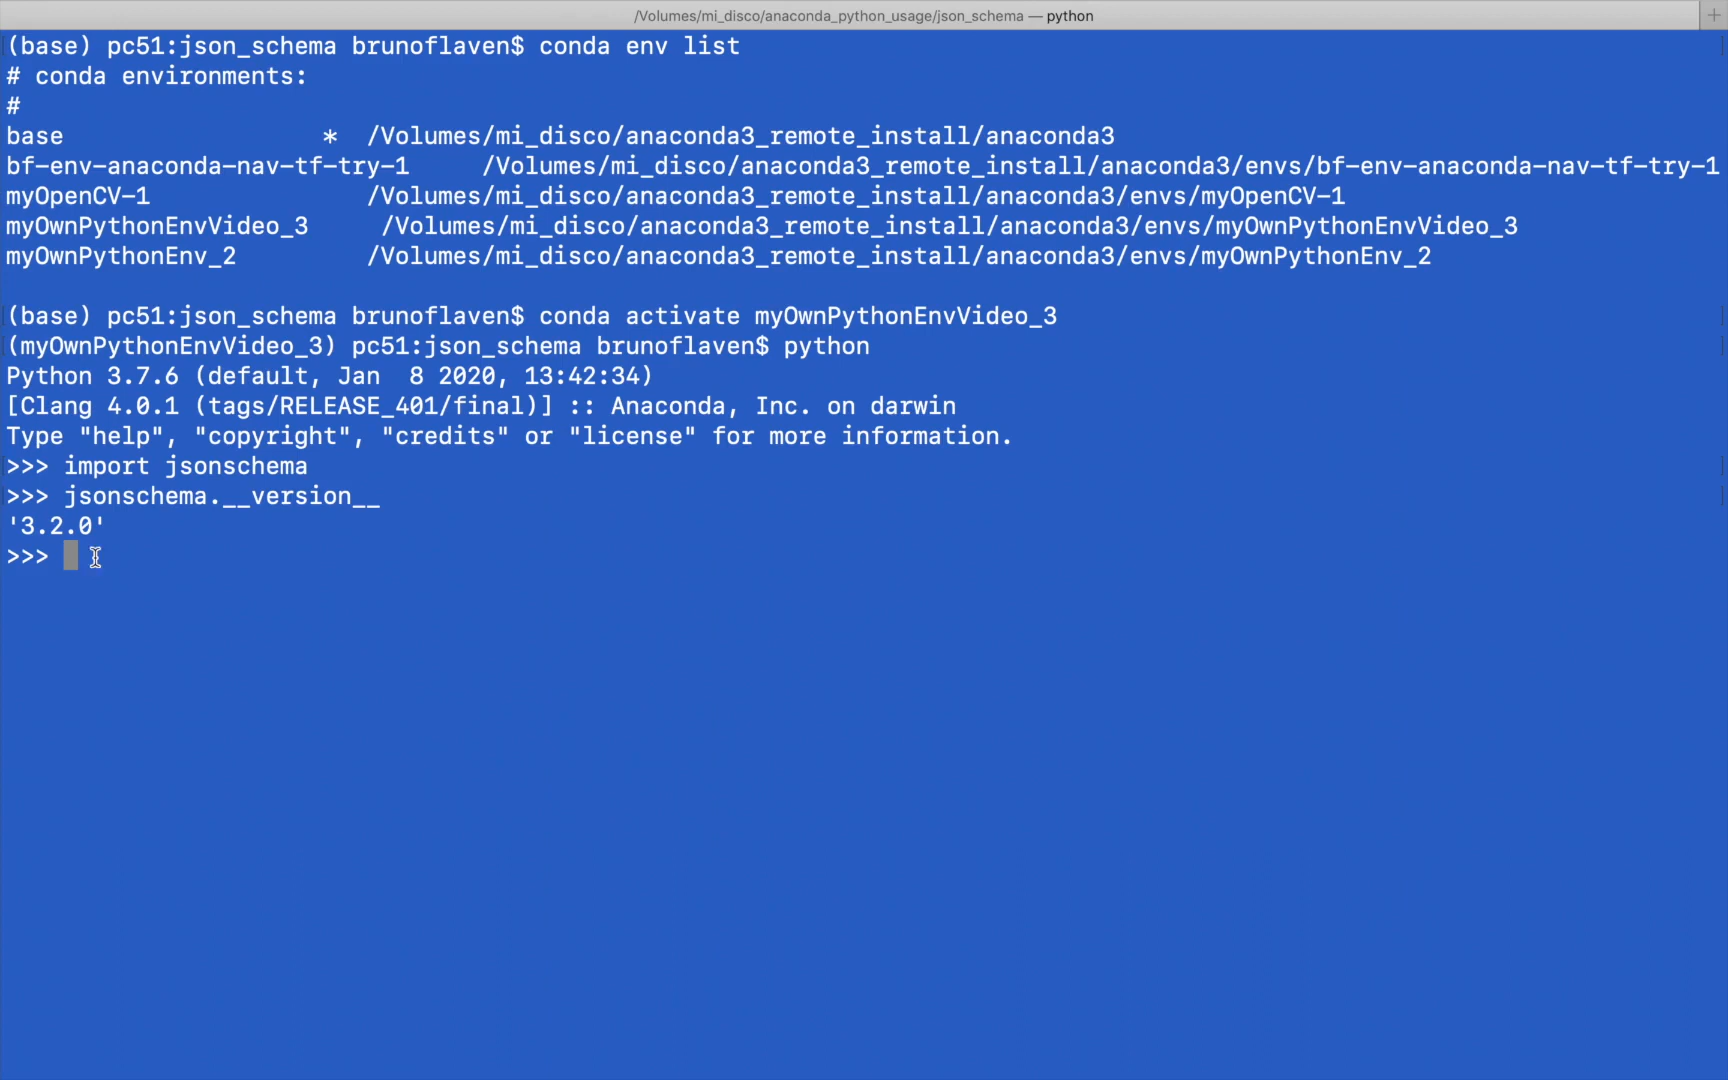 /Volumes/mi_disco/anaconda_python_usage/json_schema — python
(base) pc51:json_schema brunoflaven$ conda env list
# conda environments:
#
base                  *  /Volumes/mi_disco/anaconda3_remote_install/anaconda3
bf-env-anaconda-nav-tf-try-1     /Volumes/mi_disco/anaconda3_remote_install/anaconda3/envs/bf-env-anaconda-nav-tf-try-1
myOpenCV-1               /Volumes/mi_disco/anaconda3_remote_install/anaconda3/envs/myOpenCV-1
myOwnPythonEnvVideo_3     /Volumes/mi_disco/anaconda3_remote_install/anaconda3/envs/myOwnPythonEnvVideo_3
myOwnPythonEnv_2         /Volumes/mi_disco/anaconda3_remote_install/anaconda3/envs/myOwnPythonEnv_2
(base) pc51:json_schema brunoflaven$ conda activate myOwnPythonEnvVideo_3
(myOwnPythonEnvVideo_3) pc51:json_schema brunoflaven$ python
Python 3.7.6 (default, Jan  8 2020, 13:42:34)
[Clang 4.0.1 (tags/RELEASE_401/final)] :: Anaconda, Inc. on darwin
Type "help", "copyright", "credits" or "license" for more information.
>>> import jsonschema
>>> jsonschema.__version__
'3.2.0'
>>>